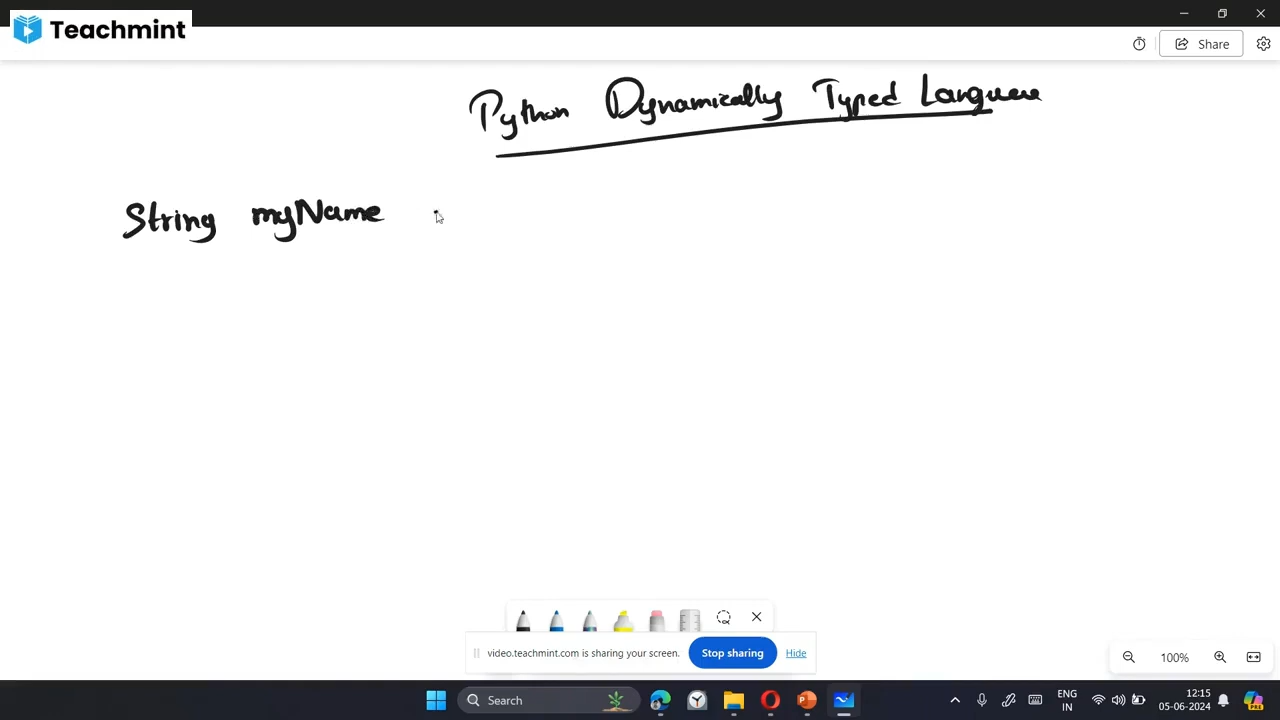 Teachmint
Share
Python Dynamically Typed
String myName
video.teachmint.com is sharing your screen. Stop sharing Hide
100%
Search
ENG
IN
12:15
05-06-2024